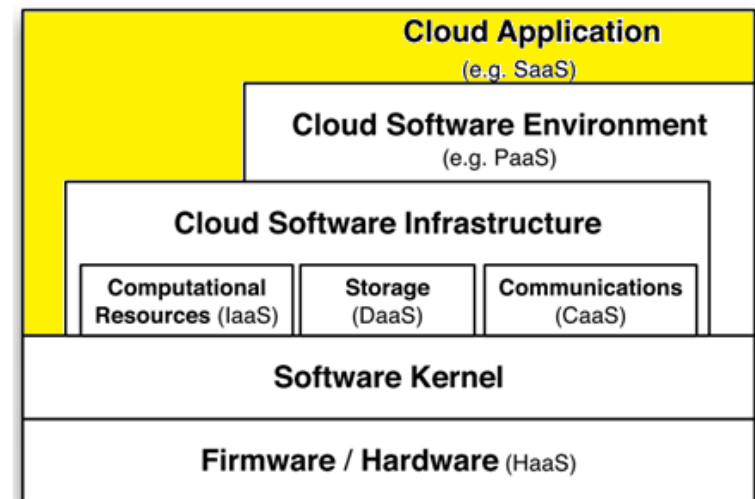 Cloud Application
(e.g. SaaS)
Cloud Software Environment
(e.g. PaaS)
Cloud Software Infrastructure
Computational
Resources (IaaS)
Storage
(DaaS)
Communications
(CaaS)
Software Kernel
Firmware / Hardware (HaaS)